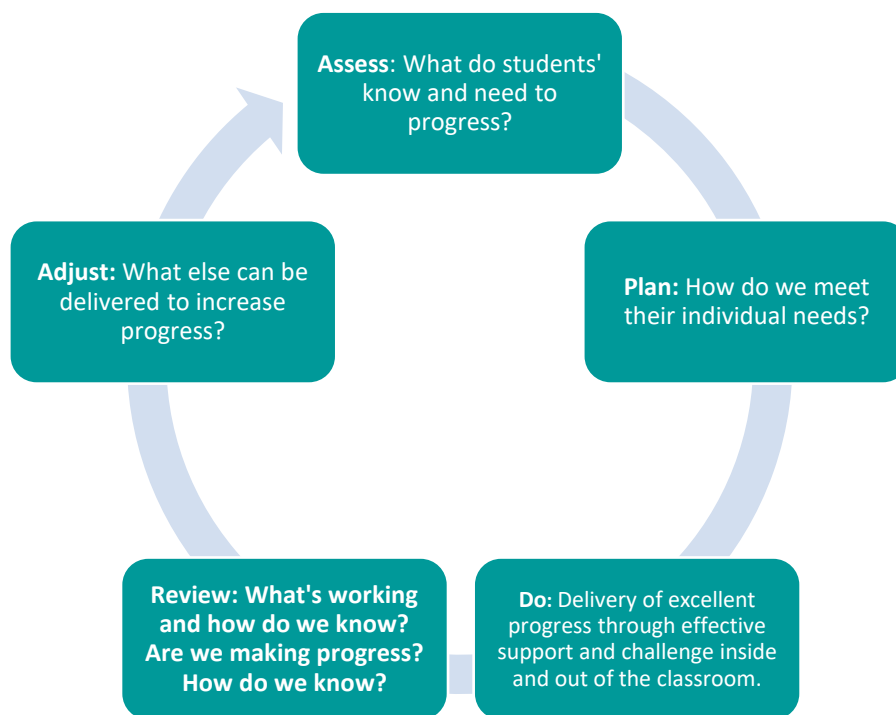 Assess: What do students'
know and need to
progress?
Plan: How do we meet
their individual needs?
Do: Delivery of excellent
progress through effective
support and challenge inside
and out of the classroom.
Review: What's working
and how do we know?
Are we making progress?
How do we know?
Adjust: What else can be
delivered to increase
progress?